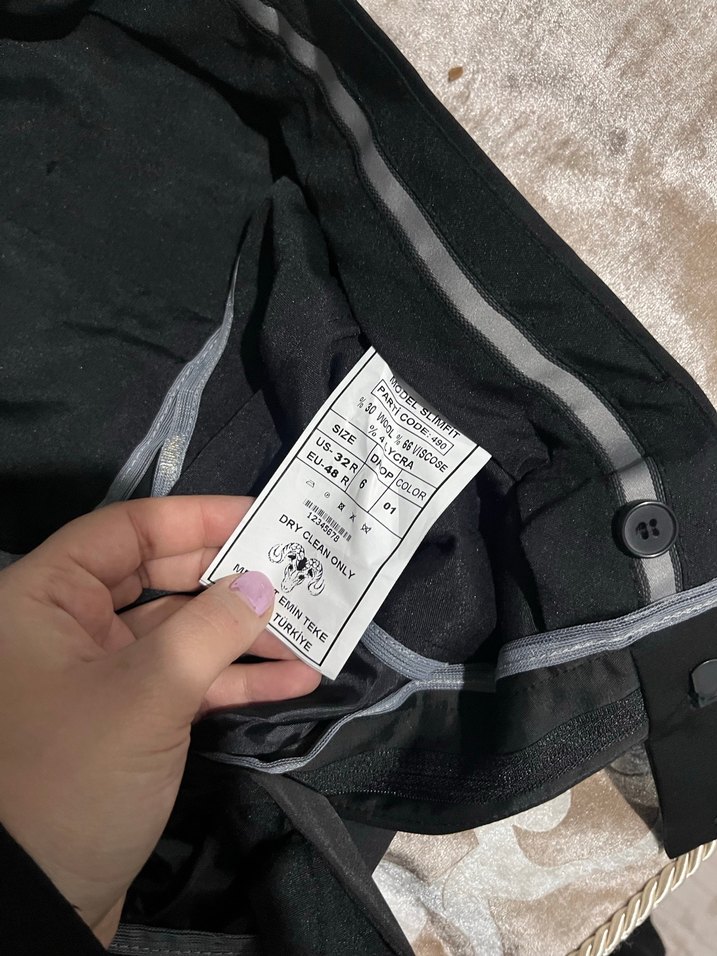 MODEL SLIMFIT
PARTİ CODE: 490
% 30 WOOL % 66 VISCOSE
% 4 LYCRA
SIZE DROP COLOR
US-32 R 6 01
EU-48 R
12345678
DRY CLEAN ONLY
EMIN TEKE
TÜRKİYE